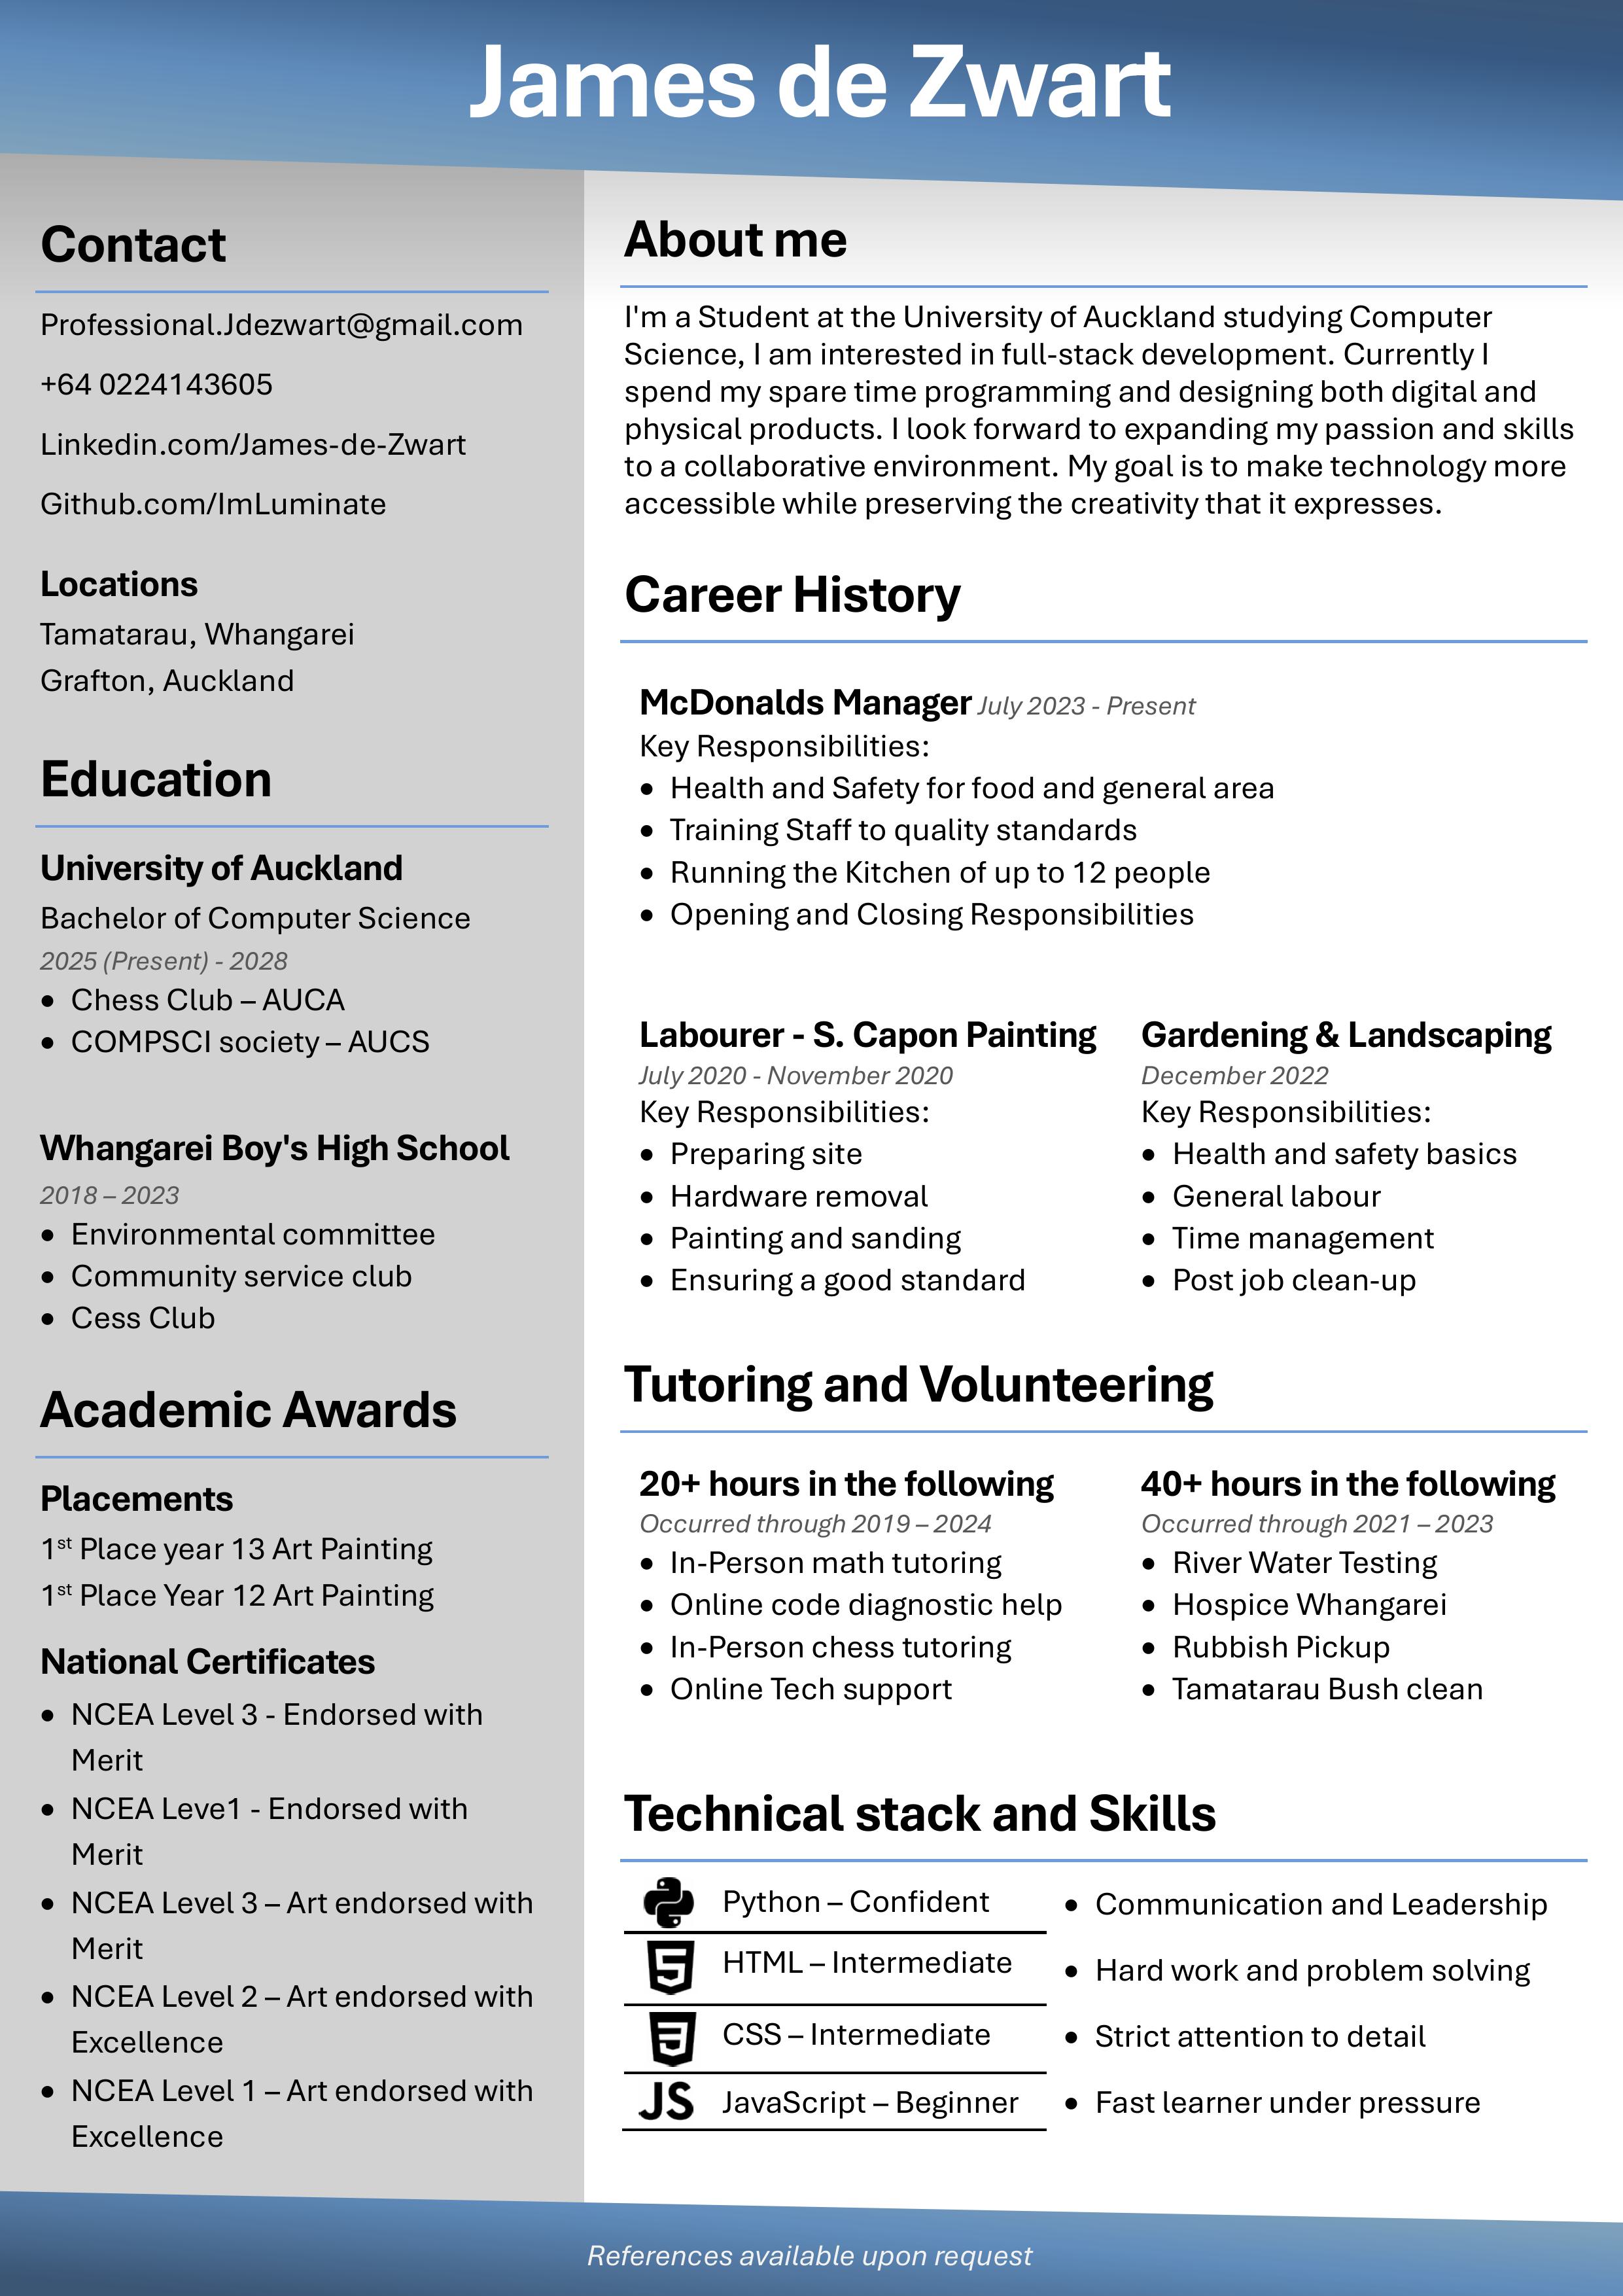 James de Zwart
Contact
Professional.Jdezwart@gmail.com
+64 0224143605
Linkedin.com/James-de-Zwart
Github.com/ImLuminate
Locations
Tamatarau, Whangarei
Grafton, Auckland
Education
University of Auckland
Bachelor of Computer Science
2025 (Present) - 2028
• Chess Club – AUCA
• COMPSCI society – AUCS
Whangarei Boy's High School
2018 – 2023
• Environmental committee
• Community service club
• Cess Club
Academic Awards
Placements
1st Place year 13 Art Painting
1st Place Year 12 Art Painting
National Certificates
• NCEA Level 3 - Endorsed with
Merit
• NCEA Leve1 - Endorsed with
Merit
• NCEA Level 3 – Art endorsed with
Merit
• NCEA Level 2 – Art endorsed with
Excellence
• NCEA Level 1 – Art endorsed with
Excellence
About me
I'm a Student at the University of Auckland studying Computer
Science, I am interested in full-stack development. Currently I
spend my spare time programming and designing both digital and
physical products. I look forward to expanding my passion and skills
to a collaborative environment. My goal is to make technology more
accessible while preserving the creativity that it expresses.
Career History
McDonalds Manager July 2023 - Present
Key Responsibilities:
• Health and Safety for food and general area
• Training Staff to quality standards
• Running the Kitchen of up to 12 people
• Opening and Closing Responsibilities
Labourer - S. Capon Painting
July 2020 - November 2020
Key Responsibilities:
• Preparing site
• Hardware removal
• Painting and sanding
• Ensuring a good standard
Gardening & Landscaping
December 2022
Key Responsibilities:
• Health and safety basics
• General labour
• Time management
• Post job clean-up
Tutoring and Volunteering
20+ hours in the following
Occurred through 2019 – 2024
• In-Person math tutoring
• Online code diagnostic help
• In-Person chess tutoring
• Online Tech support
40+ hours in the following
Occurred through 2021 – 2023
• River Water Testing
• Hospice Whangarei
• Rubbish Pickup
• Tamatarau Bush clean
Technical stack and Skills
Python – Confident
5 HTML – Intermediate
3 CSS – Intermediate
JS JavaScript – Beginner
• Communication and Leadership
• Hard work and problem solving
• Strict attention to detail
• Fast learner under pressure
References available upon request